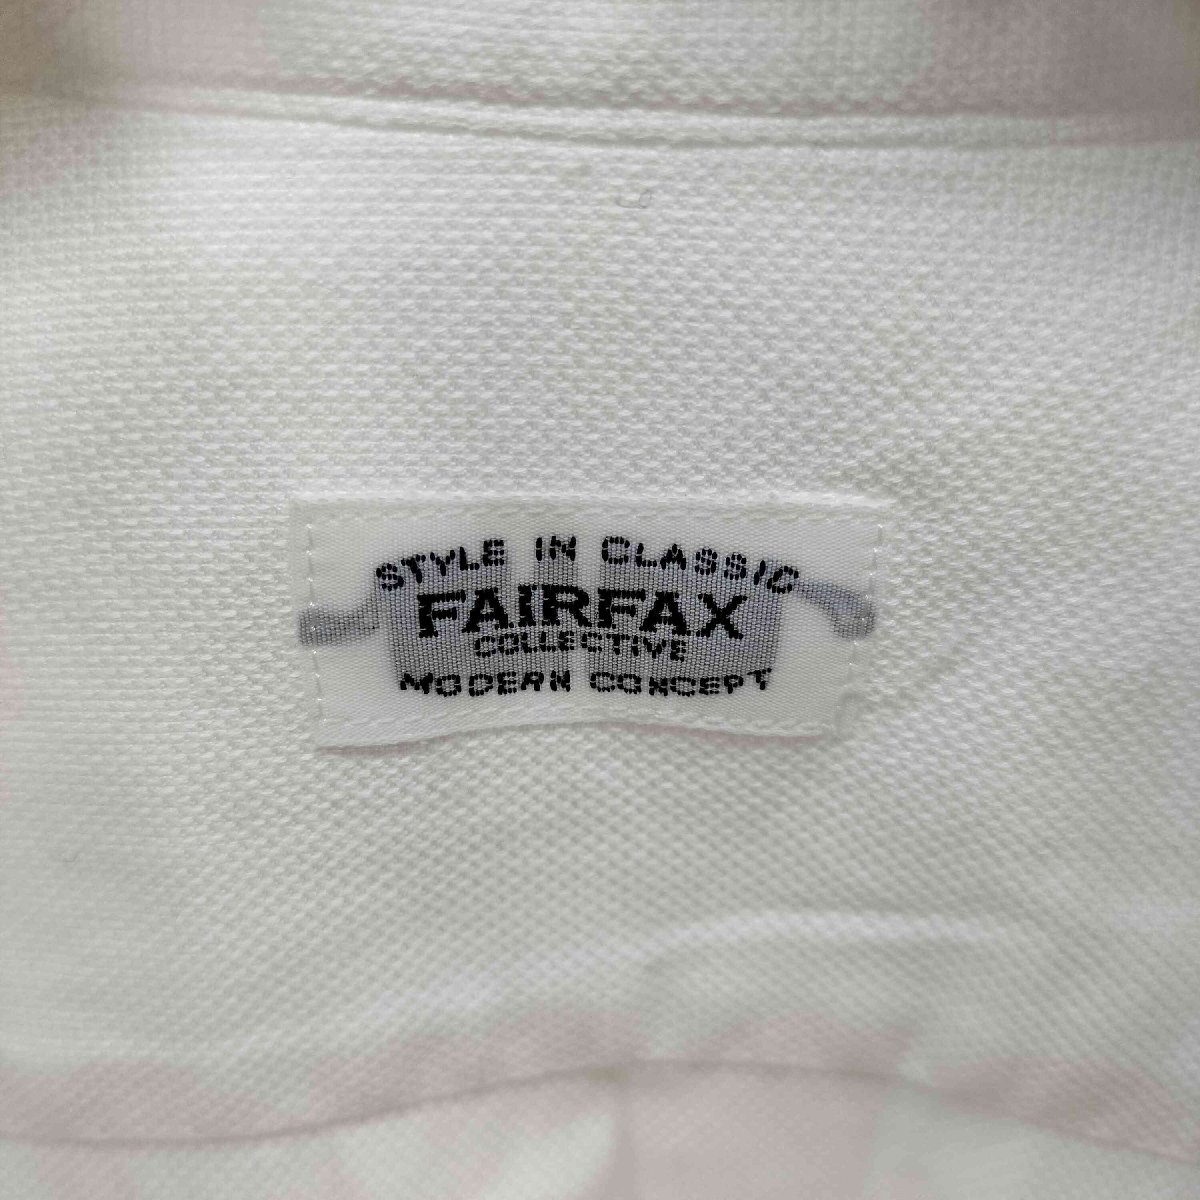 STYLE IN CLASSIC
FAIRFAX
COLLECTIVE
MODERN CONCEPT